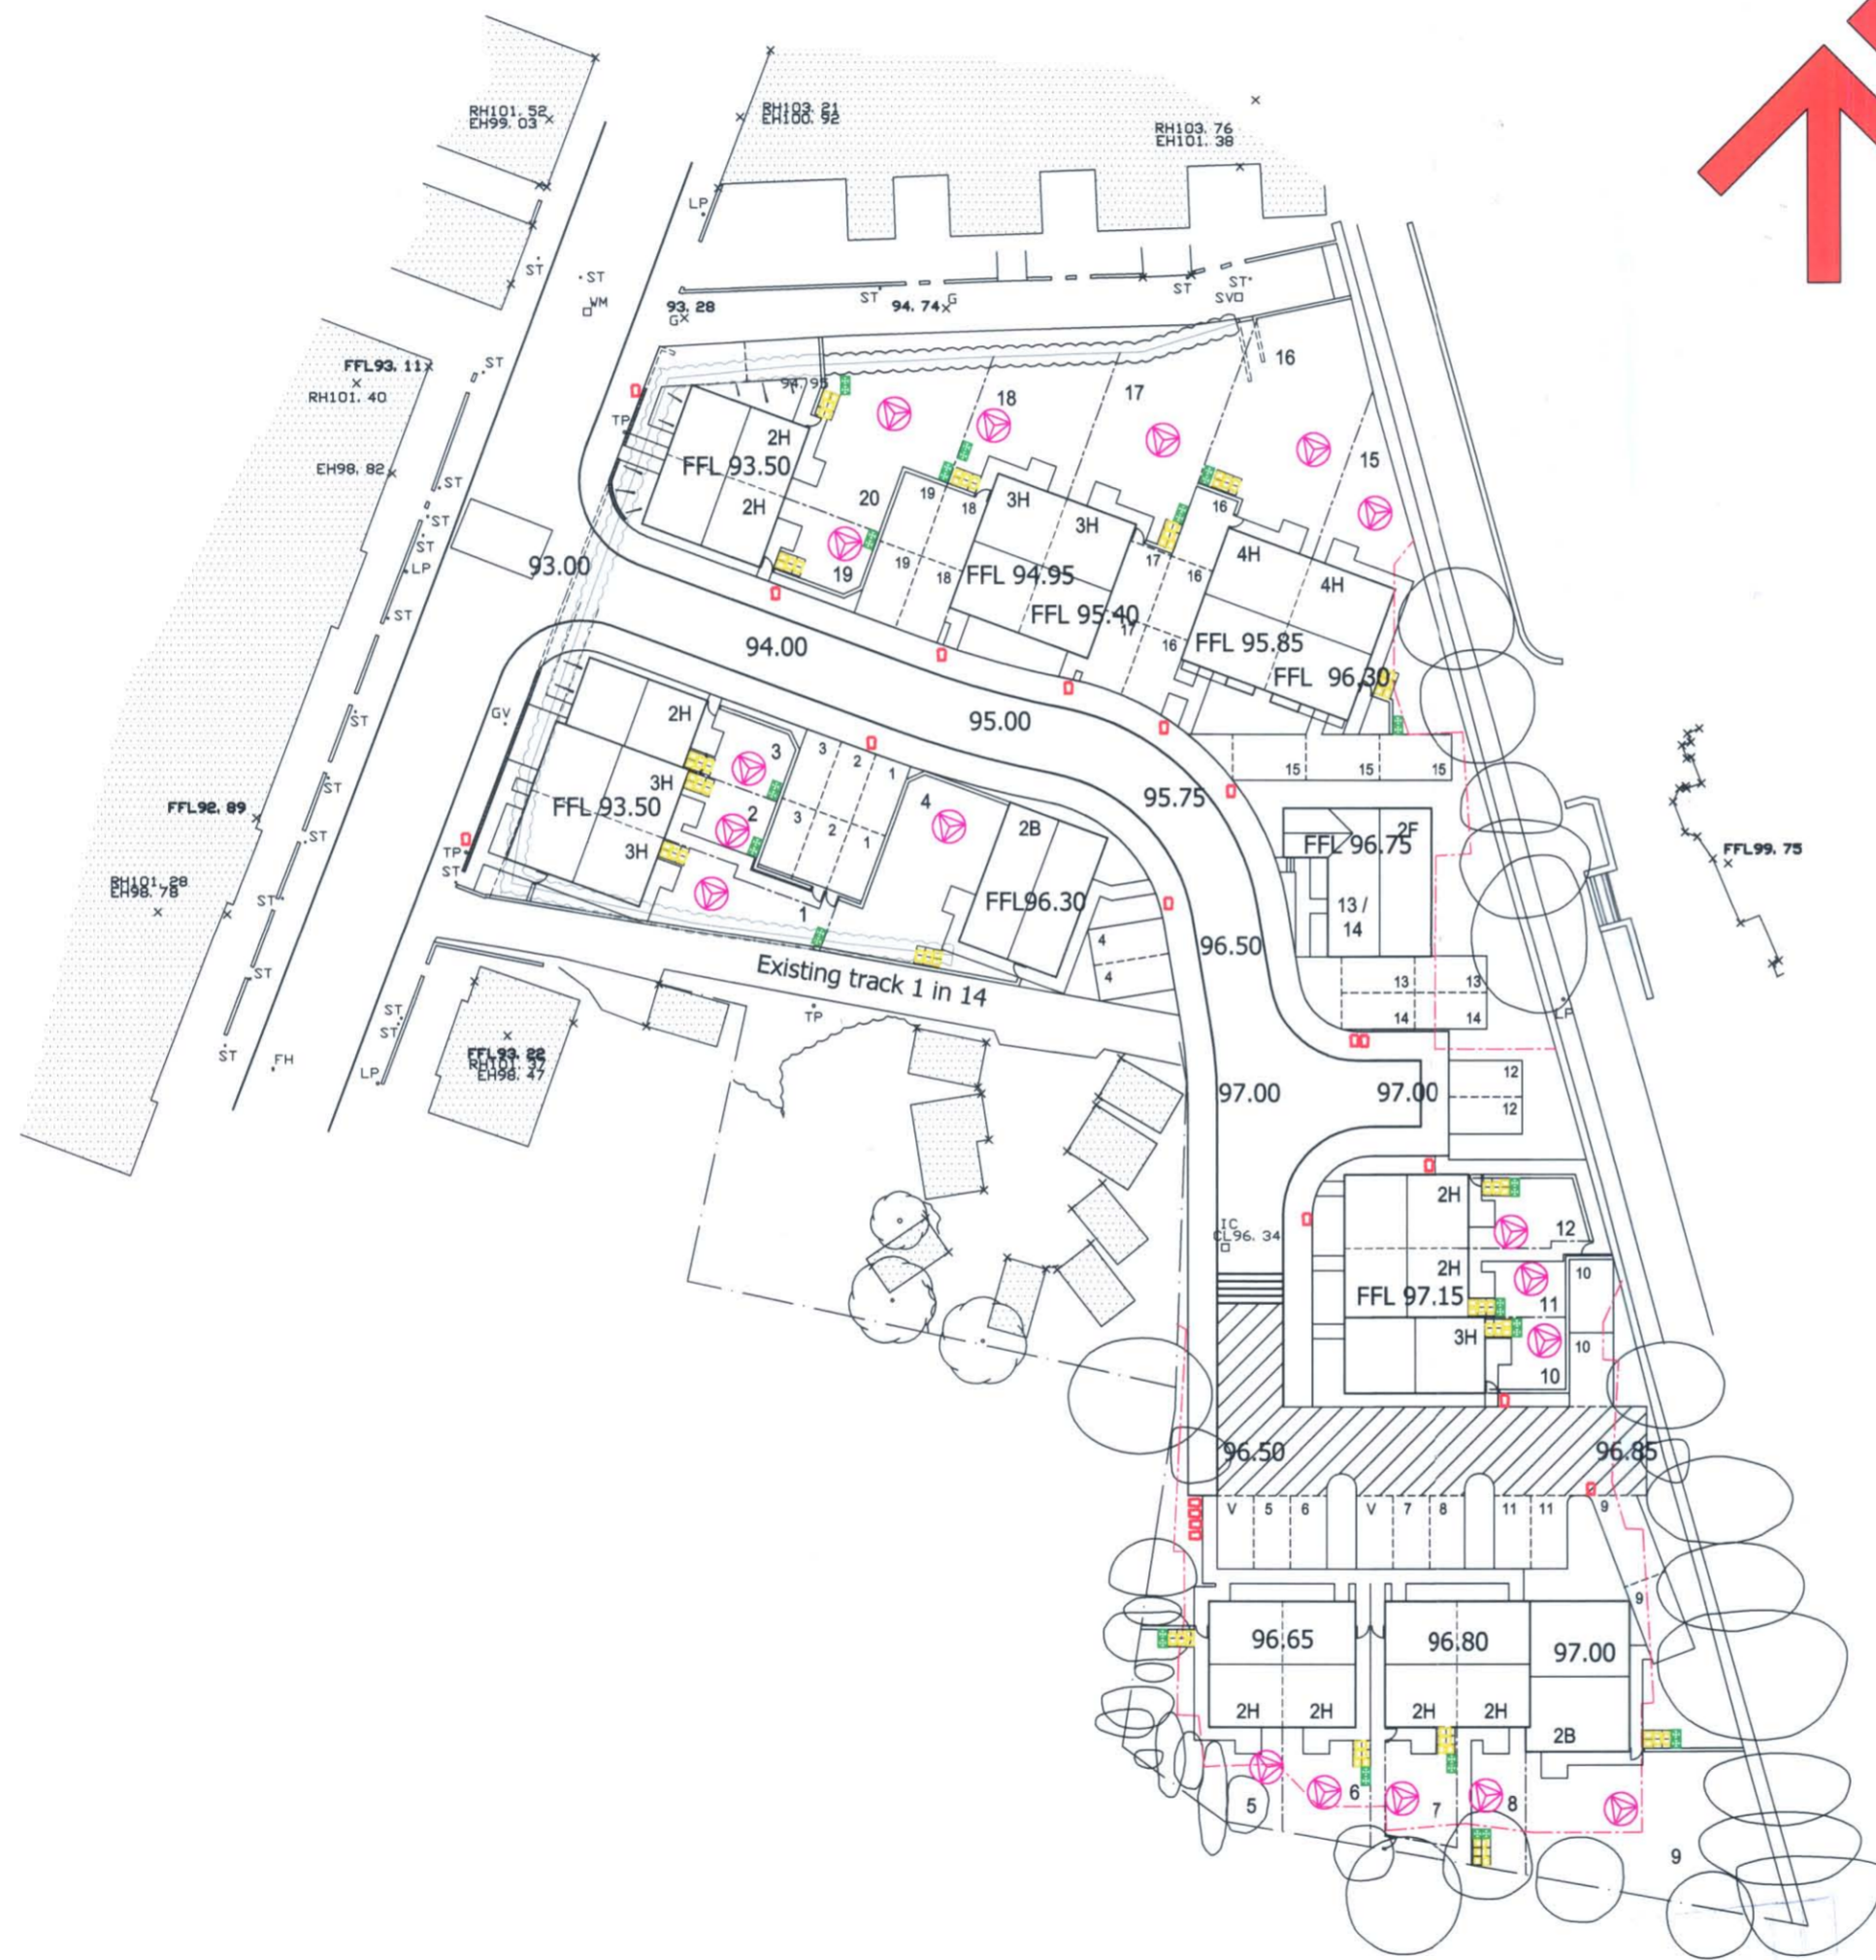 RH101. 52
EH99. 03
RH103. 21
EH100. 92
RH103. 76
EH101. 38
LP
ST
ST
WM
93. 28
G
ST
94. 74
G
ST
ST
SV
FFL93. 11
RH101. 40
ST
EH98. 82
ST
ST
ST
LP
ST
TP
94. 95
2H
FFL 93.50
2H
20
19
18
17
16
15
19
18
19
18
3H
3H
FFL 94.95
FFL 95.40
17
16
17
16
16
4H
4H
FFL 95.85
FFL 96.30
93.00
94.00
95.00
95.75
15
15
15
GV
ST
ST
ST
2H
3H
FFL 93.50
3H
3
2
1
3
2
1
3
2
1
4
2B
FFL96.30
4
4
FFL92. 89
TP
ST
RH101. 28
EH98. 78
ST
ST
ST
FH
ST
ST
LP
Existing track 1 in 14
TP
FFL93. 22
RH101. 37
EH98. 47
2F
FFL 96.75
13 /
14
96.50
13
13
14
14
LP
FFL99. 75
97.00
97.00
12
12
IC
CL96. 34
2H
12
2H
FFL 97.15
11
3H
10
10
10
96.50
96.85
V
5
6
V
7
8
11
11
9
9
96.65
96.80
97.00
2H
2H
2H
2H
2B
5
6
7
8
9